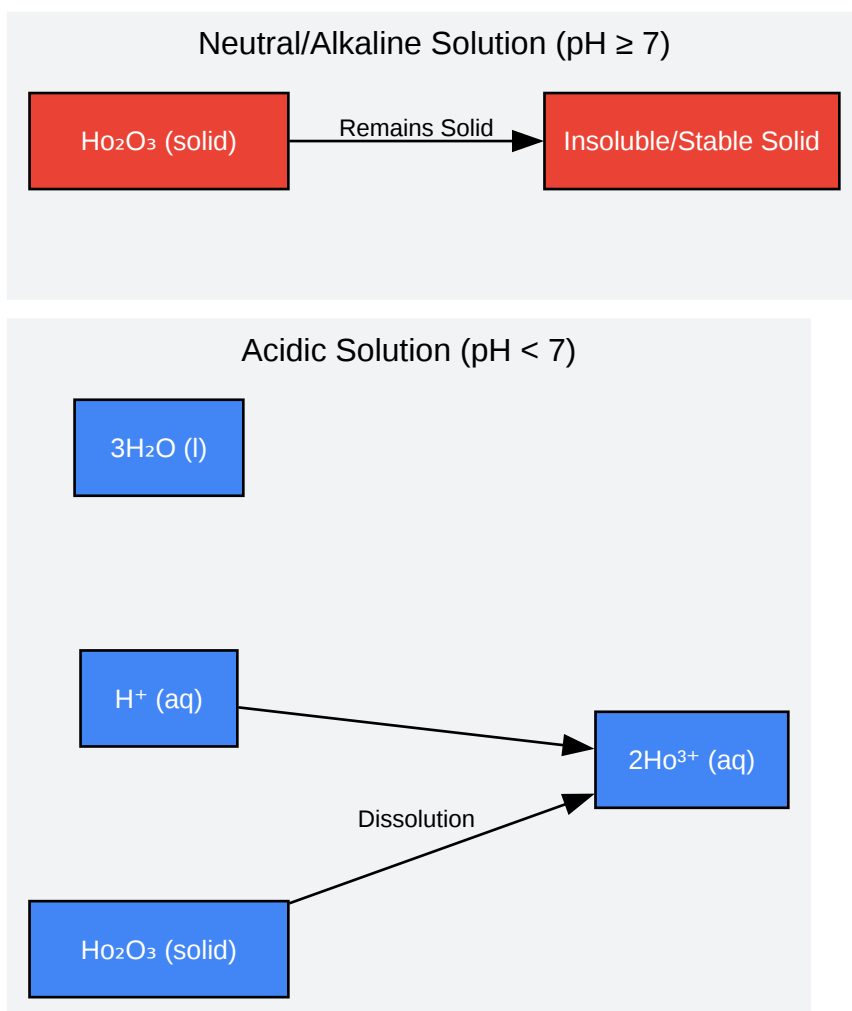 Neutral/Alkaline Solution (pH ≥ 7)
Ho₂O₃ (solid)
Remains Solid
Insoluble/Stable Solid
Acidic Solution (pH < 7)
3H₂O (l)
H⁺ (aq)
2Ho³⁺ (aq)
Dissolution
Ho₂O₃ (solid)